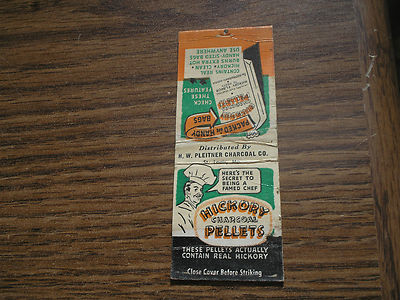 CONTAINS REAL
HICKORY • CLEAN •
BURNS EXTRA HOT
HANDY-SIZED BAGS
USE ANYWHERE
CHECK
THESE
FEATURES
HICKORY
PELLETS
PACKED in HANDY
BAGS
Distributed By
H. W. PLEITNER CHARCOAL CO.
HERE'S THE
SECRET TO
BEING A
FAMED CHEF
HICKORY
CHARCOAL
PELLETS
THESE PELLETS ACTUALLY
CONTAIN REAL HICKORY
Close Cover Before Striking